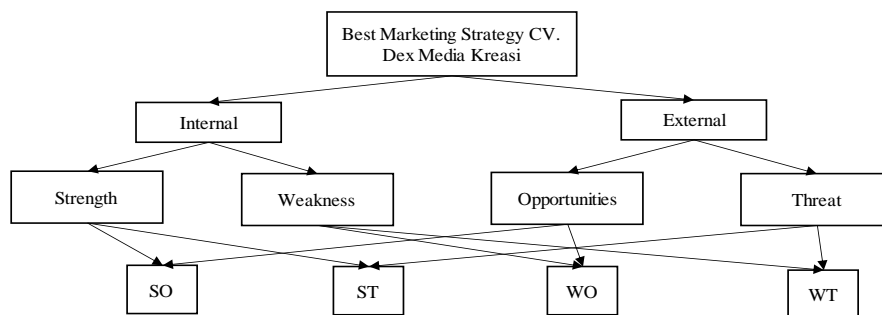 Best Marketing Strategy CV.
Dex Media Kreasi
Internal
External
Strength
Weakness
Opportunities
Threat
SO
ST
WO
WT